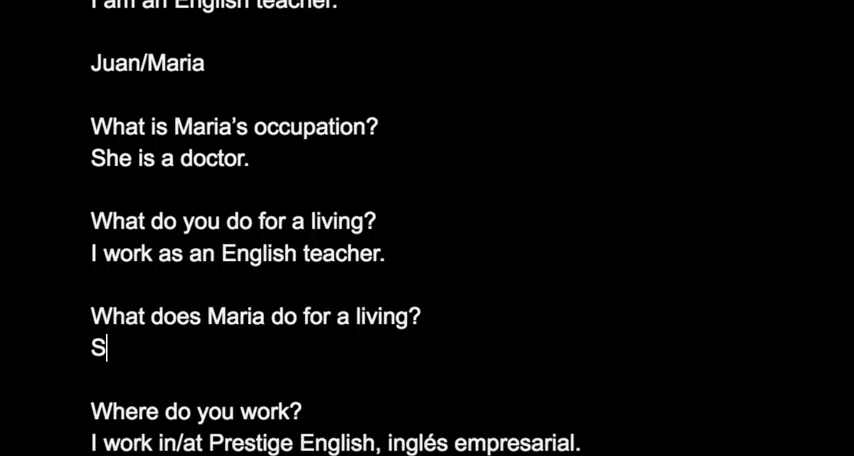 I am an English teacher.
Juan/Maria
What is Maria’s occupation?
She is a doctor.
What do you do for a living?
I work as an English teacher.
What does Maria do for a living?
S
Where do you work?
I work in/at Prestige English, inglés empresarial.